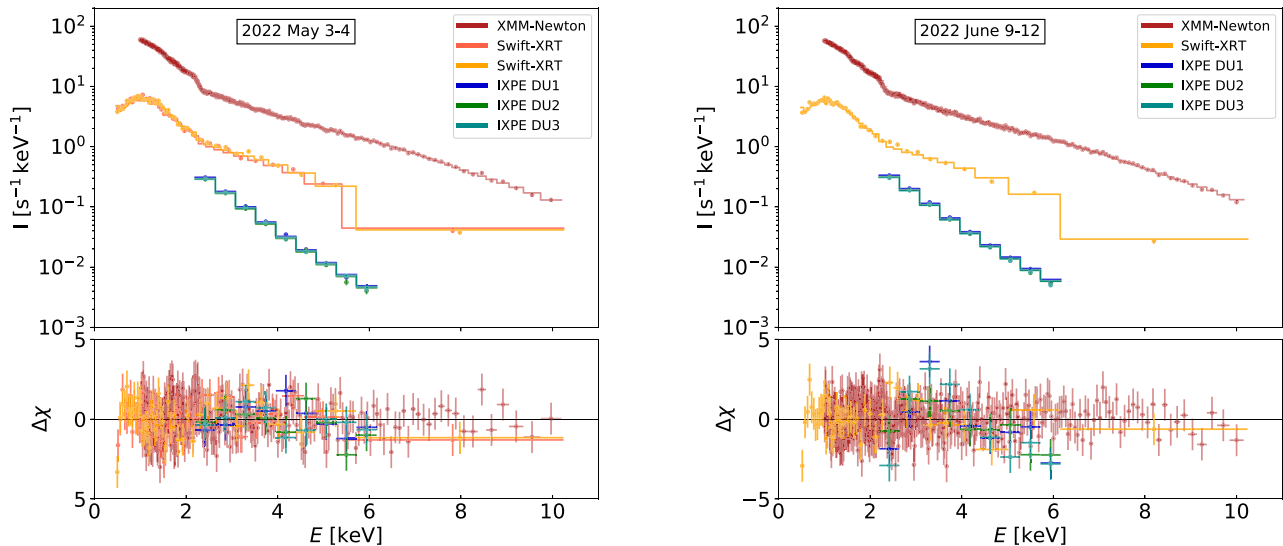 2022 May 3-4
XMM-Newton
Swift-XRT
Swift-XRT
IXPE DU1
IXPE DU2
IXPE DU3
I [s⁻¹ keV⁻¹]
10²
10¹
10⁰
10⁻¹
10⁻²
10⁻³
Δχ
5
0
5
0 2 4 6 8 10
E [keV]
2022 June 9-12
XMM-Newton
Swift-XRT
IXPE DU1
IXPE DU2
IXPE DU3
I [s⁻¹ keV⁻¹]
10²
10¹
10⁰
10⁻¹
10⁻²
10⁻³
Δχ
5
0
−5
0 2 4 6 8 10
E [keV]